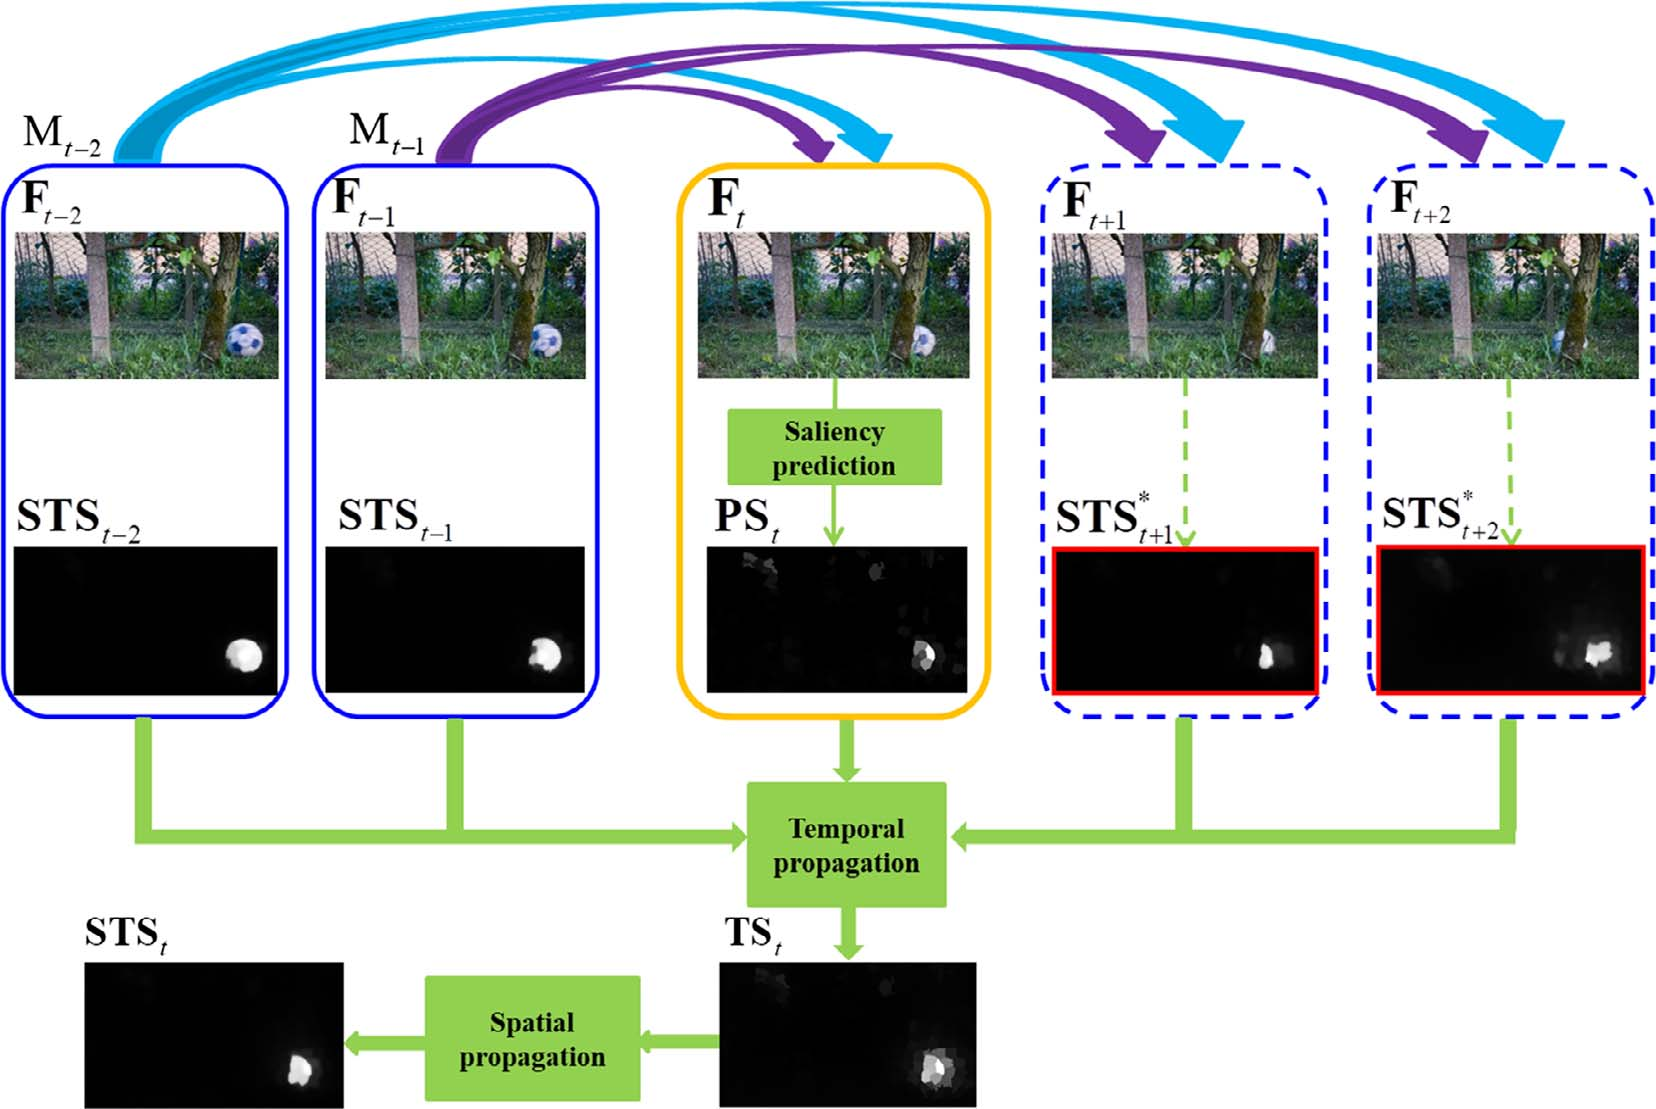 M_{t−2}
M_{t−1}
F_{t−2}
F_{t−1}
F_t
F_{t+1}
F_{t+2}
Saliency
prediction
STS_{t−2}
STS_{t−1}
PS_t
STS^*_{t+1}
STS^*_{t+2}
Temporal
propagation
STS_t
TS_t
Spatial
propagation